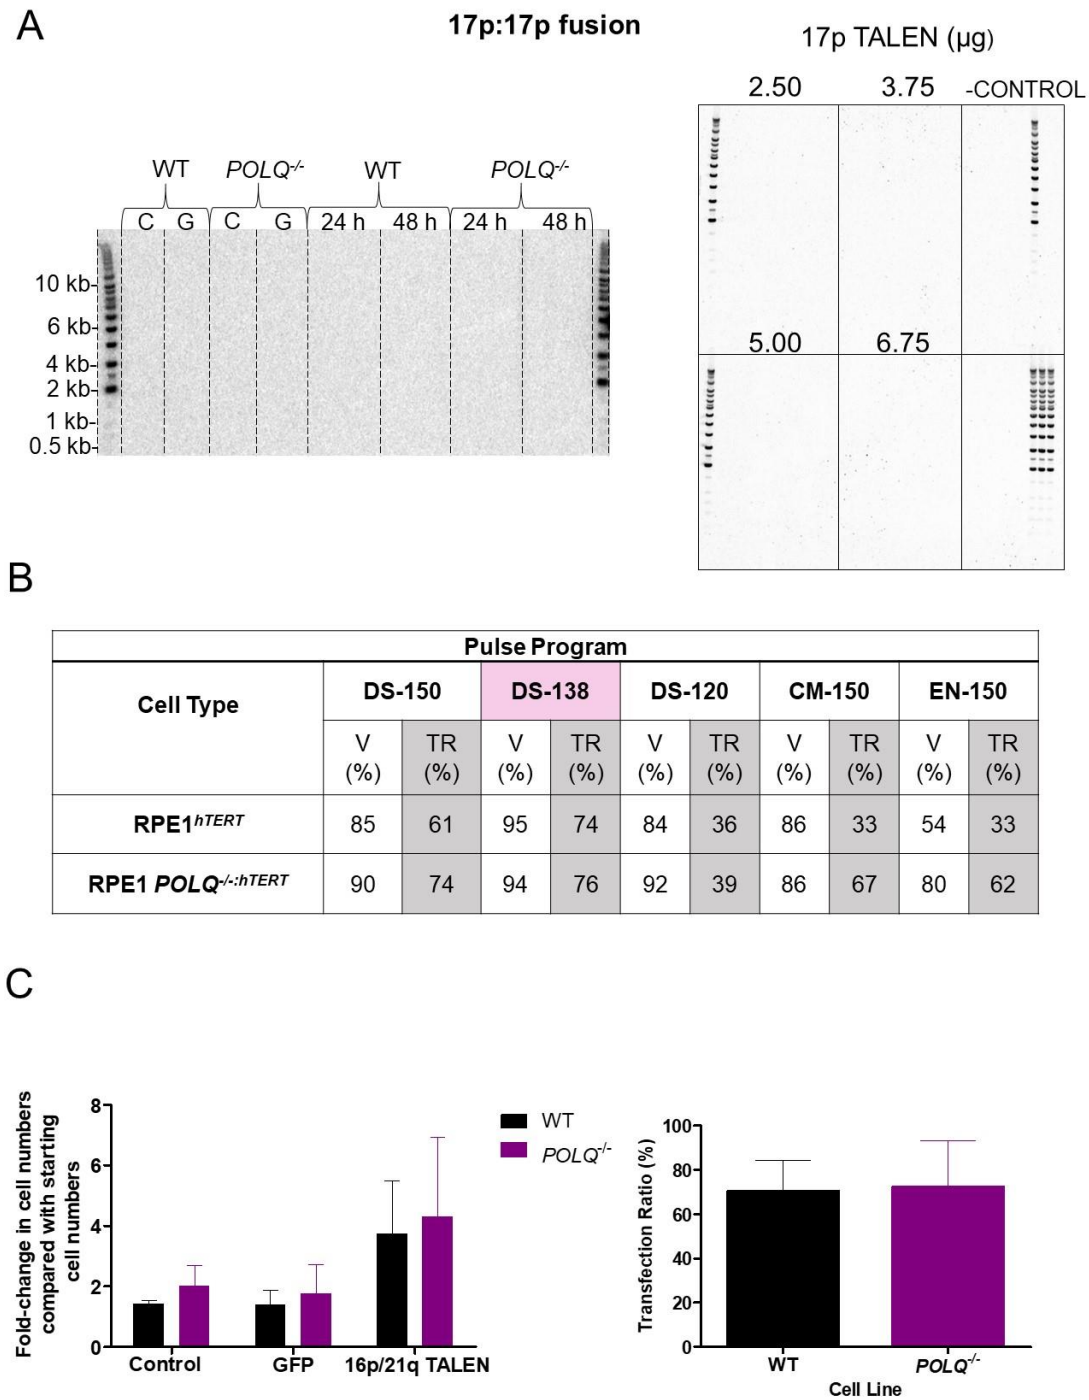 A
17p:17p fusion
17p TALEN (µg)
2.50 3.75 -CONTROL
WT POLQ-/- WT POLQ-/-
C G C G 24 h 48 h 24 h 48 h
10 kb-
6 kb-
4 kb-
2 kb-
1 kb-
0.5 kb-
5.00 6.75
B
Pulse Program
Cell Type DS-150 DS-138 DS-120 CM-150 EN-150
V (%) TR (%) V (%) TR (%) V (%) TR (%) V (%) TR (%) V (%) TR (%)
RPE1hTERT 85 61 95 74 84 36 86 33 54 33
RPE1 POLQ-/-:hTERT 90 74 94 76 92 39 86 67 80 62
C
Fold-change in cell numbers
compared with starting
cell numbers
8
6
4
2
0
Control GFP 16p/21q TALEN
WT
POLQ-/-
Transfection Ratio (%)
100
80
60
40
20
0
WT POLQ-/-
Cell Line